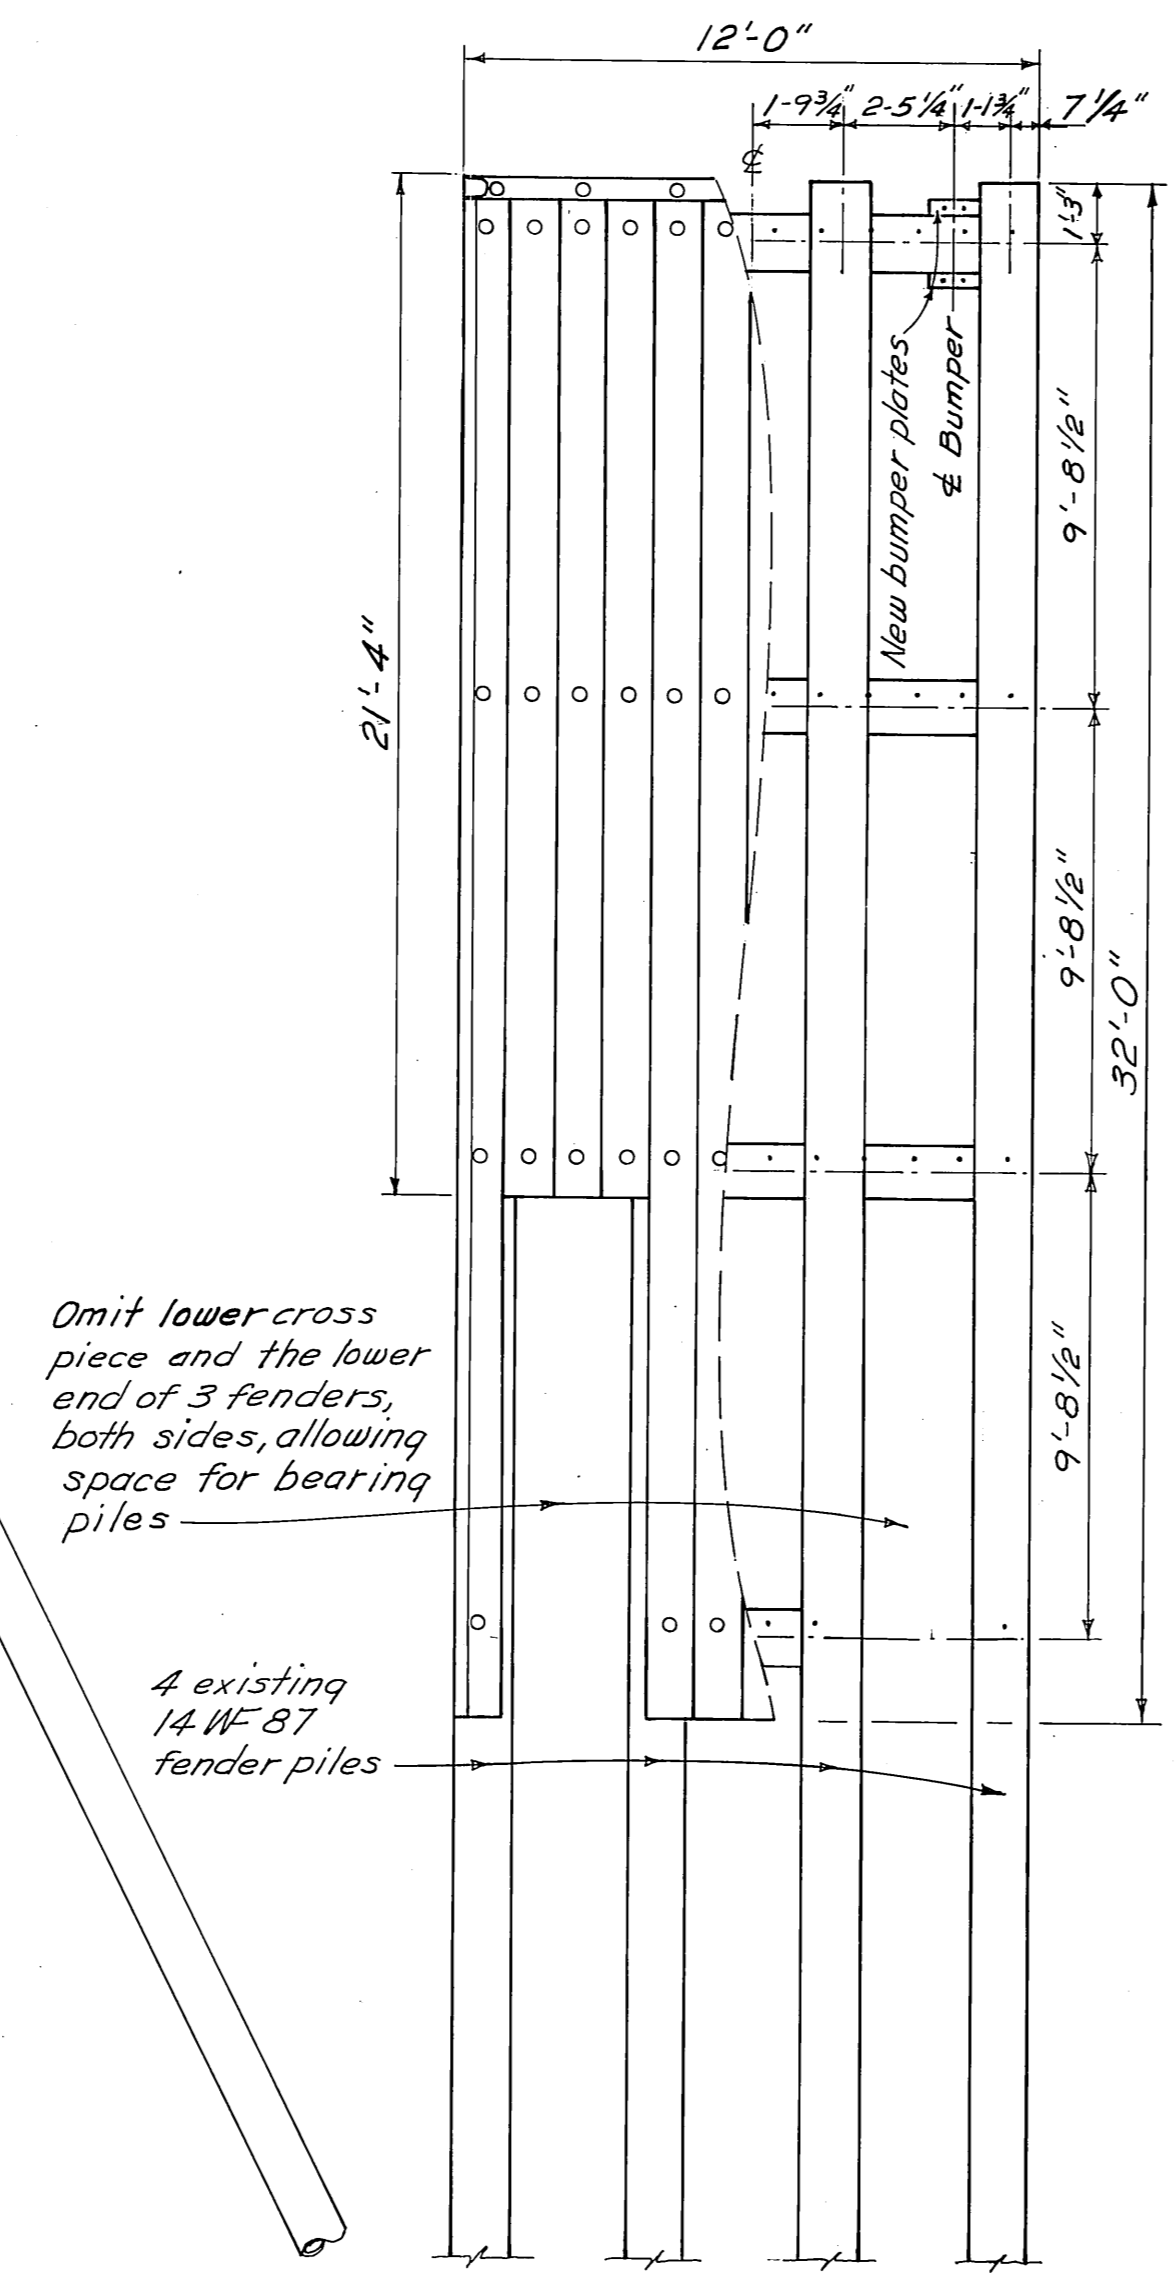 12'-0"
1-9¾" 2-5¼" 1-1¾" 7¼"
℄
1'-3"
New bumper plates
℄ Bumper
9'-8½"
21'-4"
9'-8½"
32'-0"
9'-8½"
Omit lower cross
piece and the lower
end of 3 fenders,
both sides, allowing
space for bearing
piles
4 existing
14 WF 87
fender piles